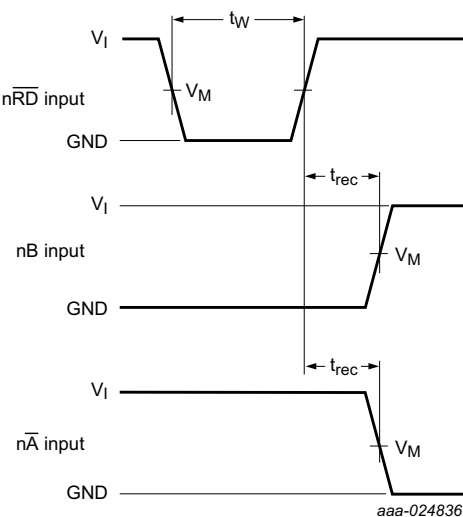 tW
VI
nR̅D̅ input
VM
GND
trec
VI
nB input
VM
GND
trec
VI
nA̅ input
VM
GND
aaa-024836